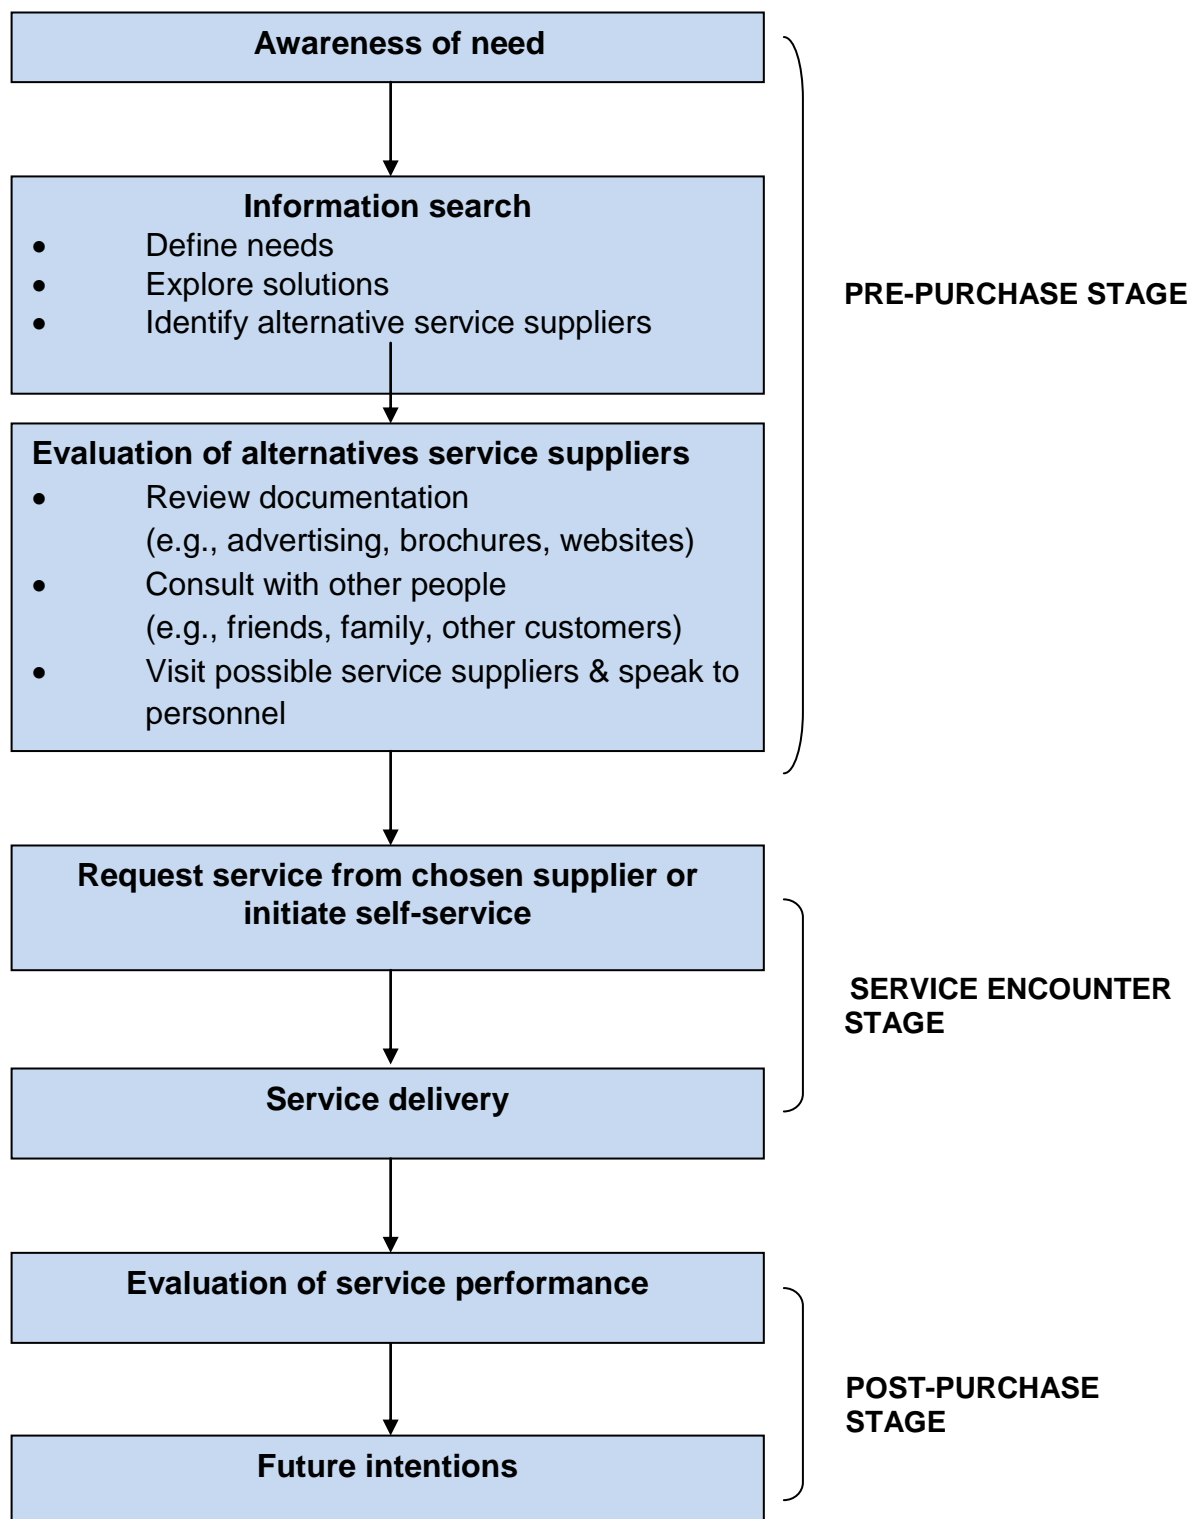 Awareness of need
Information search
• Define needs
• Explore solutions
• Identify alternative service suppliers
PRE-PURCHASE STAGE
Evaluation of alternatives service suppliers
• Review documentation
(e.g., advertising, brochures, websites)
• Consult with other people
(e.g., friends, family, other customers)
• Visit possible service suppliers & speak to
personnel
Request service from chosen supplier or
initiate self-service
SERVICE ENCOUNTER
STAGE
Service delivery
Evaluation of service performance
POST-PURCHASE
STAGE
Future intentions